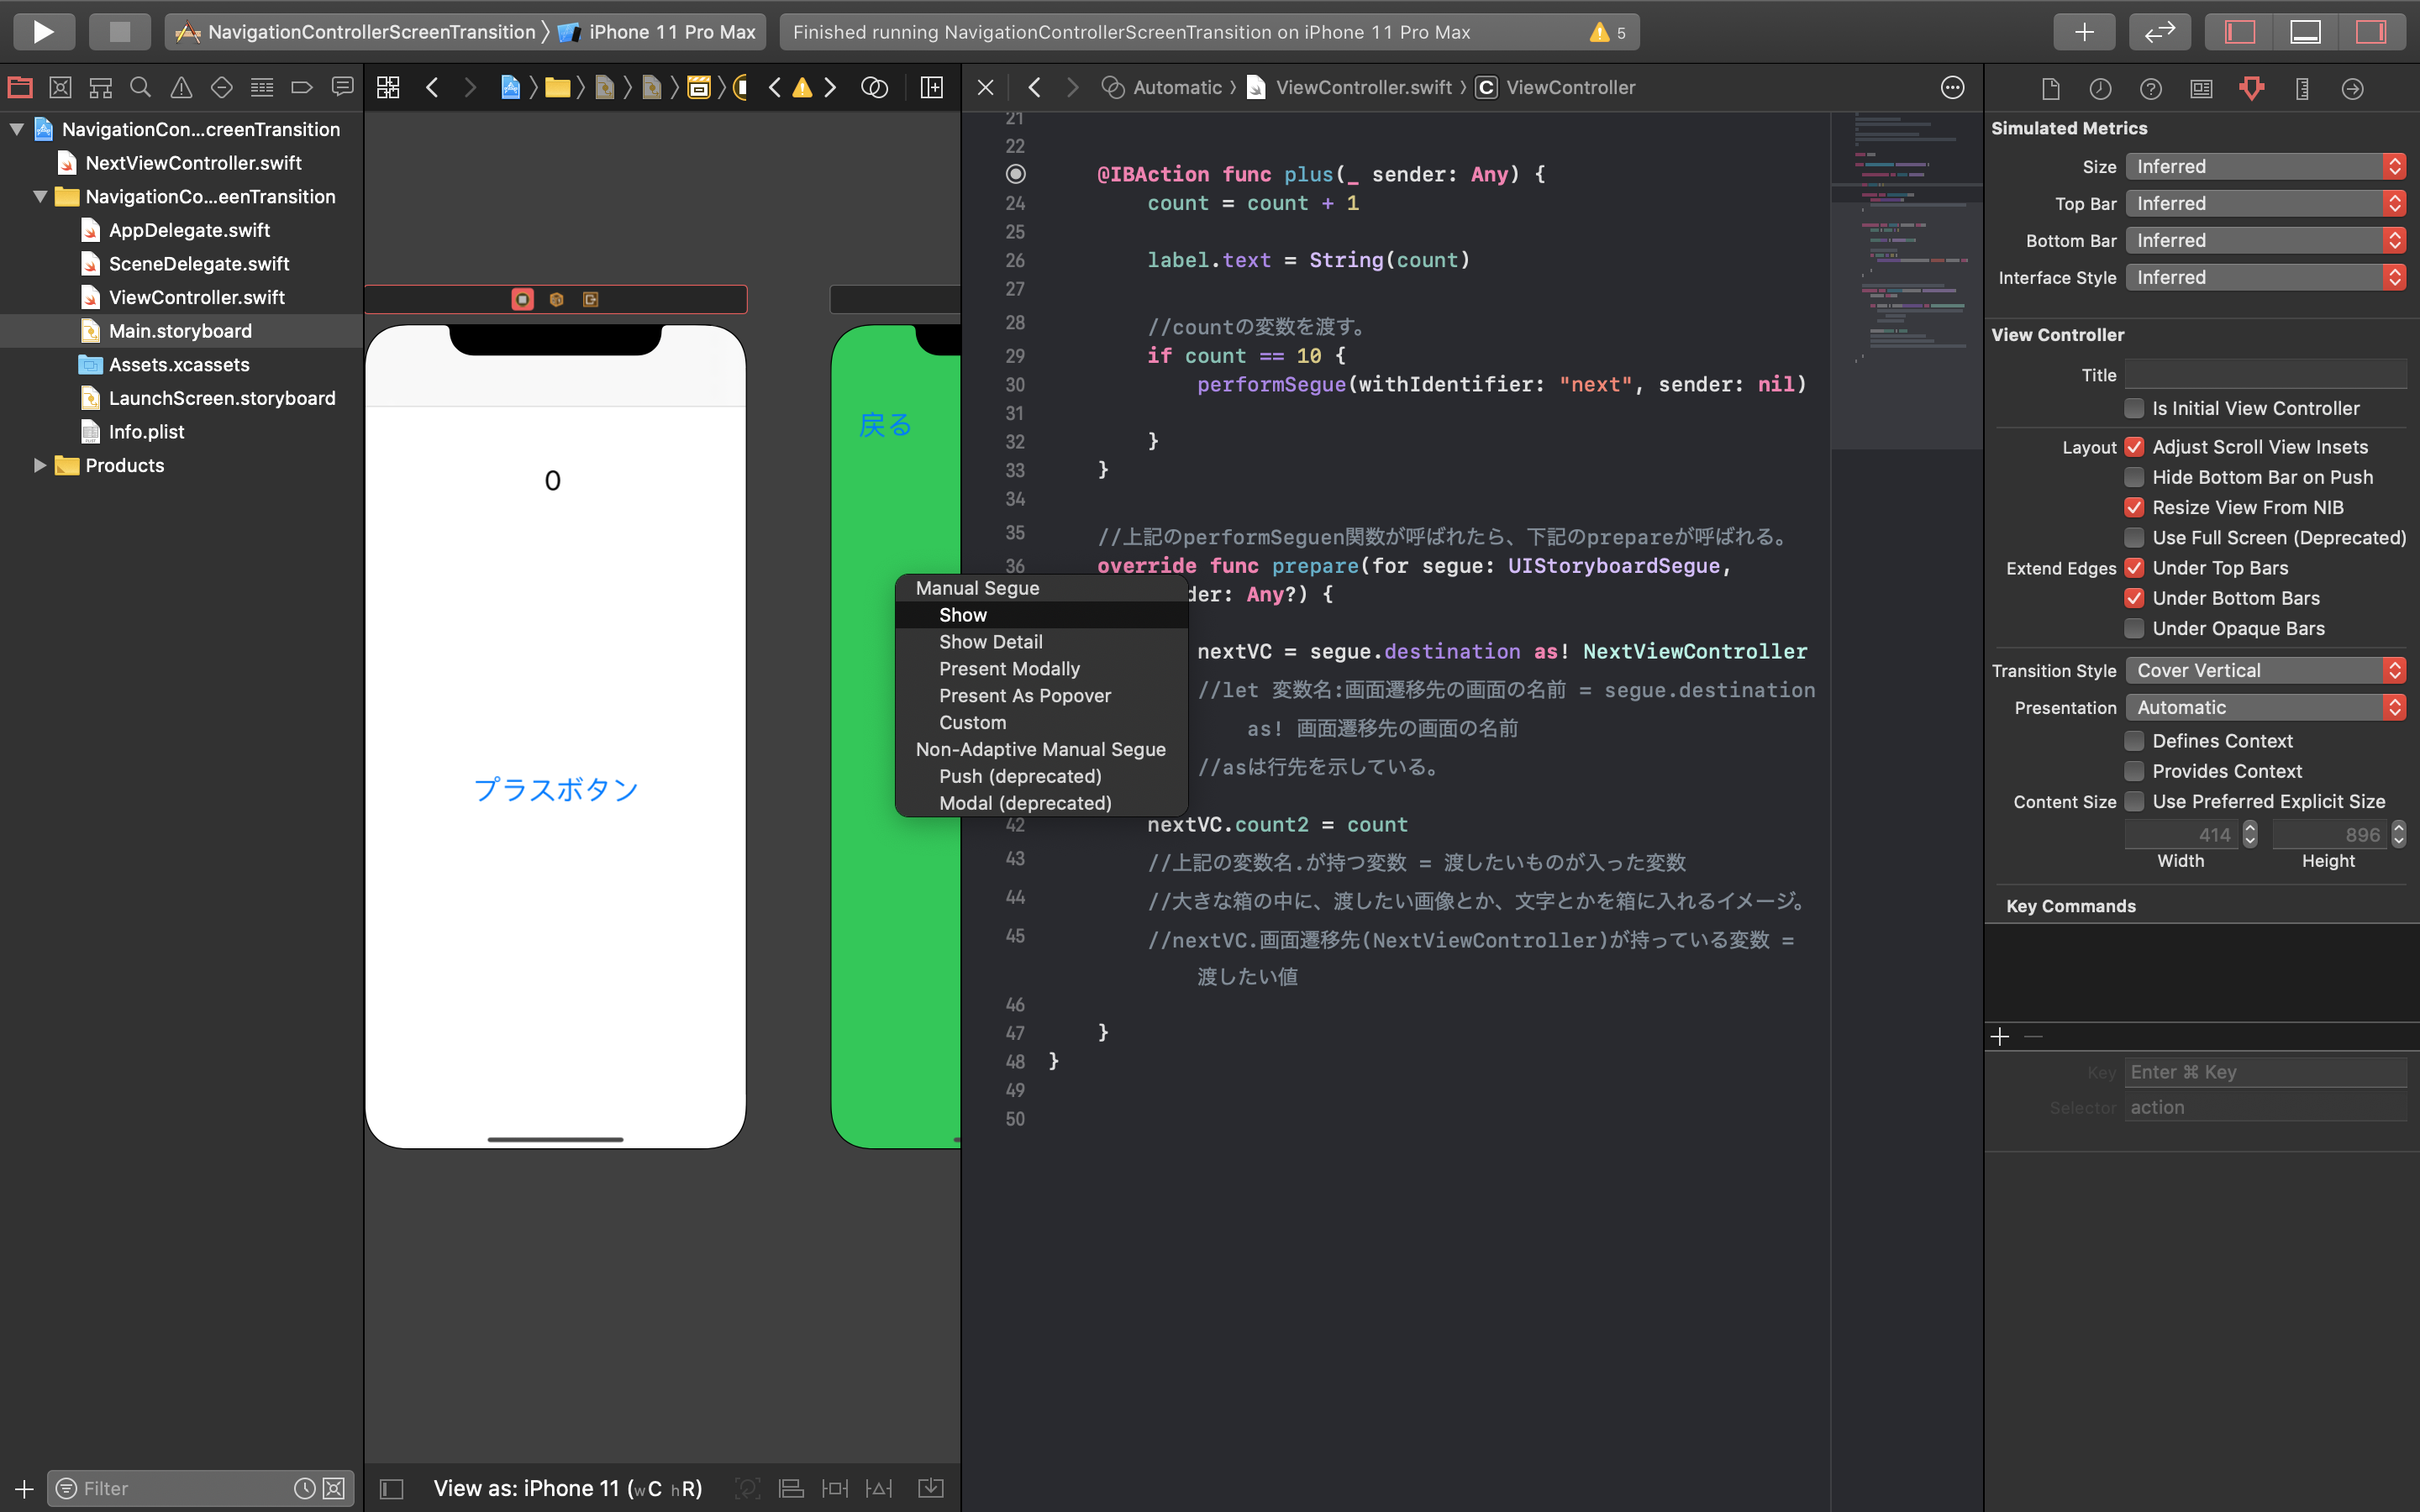 NavigationControllerScreenTransition 〉 iPhone 11 Pro Max
Finished running NavigationControllerScreenTransition on iPhone 11 Pro Max
5
Automatic 〉 ViewController.swift 〉 C ViewController
NavigationCon...creenTransition
NextViewController.swift
NavigationCo...eenTransition
AppDelegate.swift
SceneDelegate.swift
ViewController.swift
Main.storyboard
Assets.xcassets
LaunchScreen.storyboard
Info.plist
Products
Filter
0
プラスボタン
戻る
View as: iPhone 11 (wC hR)
21
22
@IBAction func plus(_ sender: Any) {
24 count = count + 1
25
26 label.text = String(count)
27
28 //countの変数を渡す。
29 if count == 10 {
30 performSegue(withIdentifier: "next", sender: nil)
31
32 }
33 }
34
35 //上記のperformSeguen関数が呼ばれたら、下記のprepareが呼ばれる。
36 override func prepare(for segue: UIStoryboardSegue,
der: Any?) {
nextVC = segue.destination as! NextViewController
//let 変数名:画面遷移先の画面の名前 = segue.destination
as! 画面遷移先の画面の名前
//asは行先を示している。
42 nextVC.count2 = count
43 //上記の変数名.が持つ変数 = 渡したいものが入った変数
44 //大きな箱の中に、渡したい画像とか、文字とかを箱に入れるイメージ。
45 //nextVC.画面遷移先(NextViewController)が持っている変数 =
渡したい値
46
47 }
48 }
49
50
Manual Segue
Show
Show Detail
Present Modally
Present As Popover
Custom
Non-Adaptive Manual Segue
Push (deprecated)
Modal (deprecated)
Simulated Metrics
Size Inferred
Top Bar Inferred
Bottom Bar Inferred
Interface Style Inferred
View Controller
Title
Is Initial View Controller
Layout Adjust Scroll View Insets
Hide Bottom Bar on Push
Resize View From NIB
Use Full Screen (Deprecated)
Extend Edges Under Top Bars
Under Bottom Bars
Under Opaque Bars
Transition Style Cover Vertical
Presentation Automatic
Defines Context
Provides Context
Content Size Use Preferred Explicit Size
414 896
Width Height
Key Commands
Key Enter ⌘ Key
Selector action